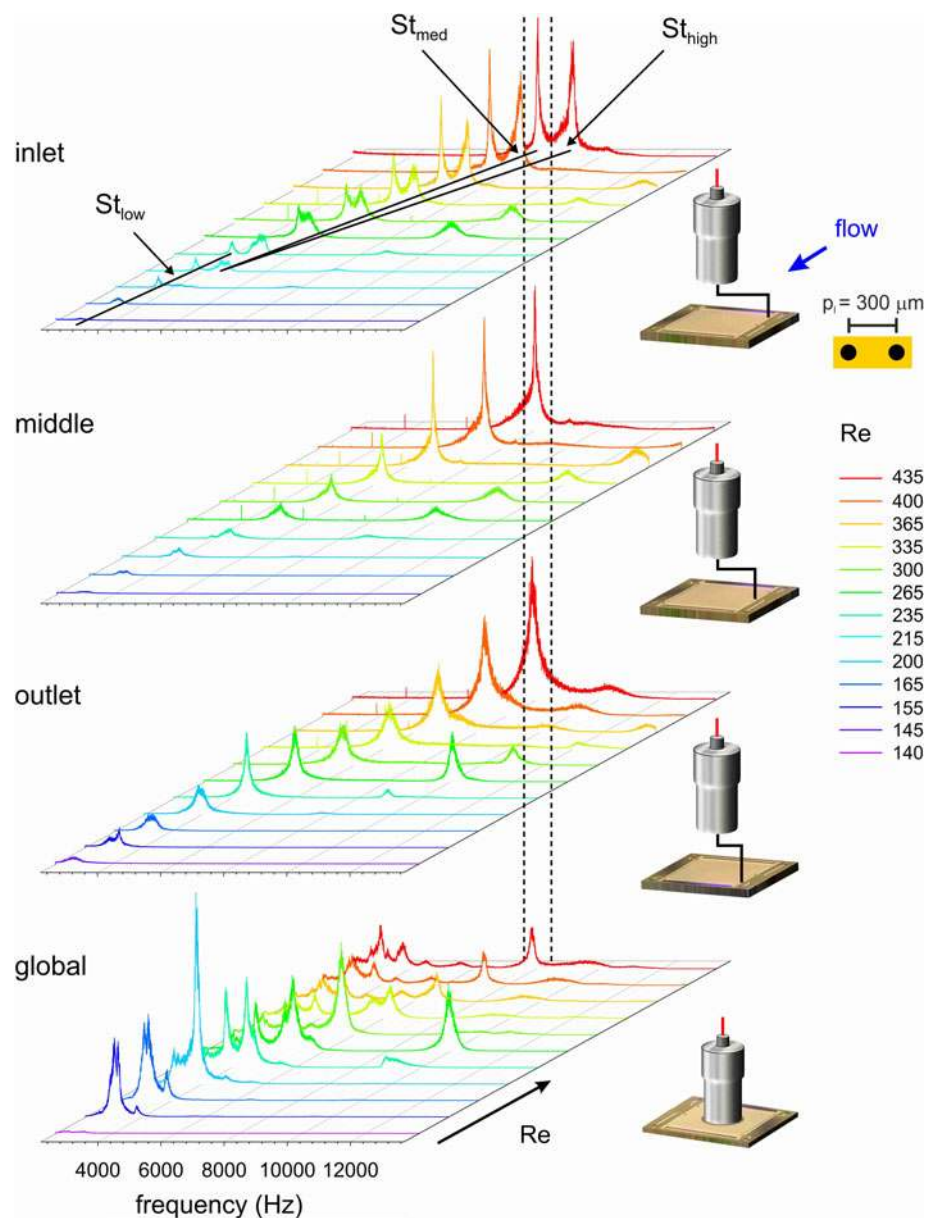 St_med
St_high
inlet
St_low
flow
p_l = 300 µm
middle
Re
435
400
365
335
300
265
235
215
200
165
155
145
140
outlet
global
Re
4000 6000 8000 10000 12000
frequency (Hz)